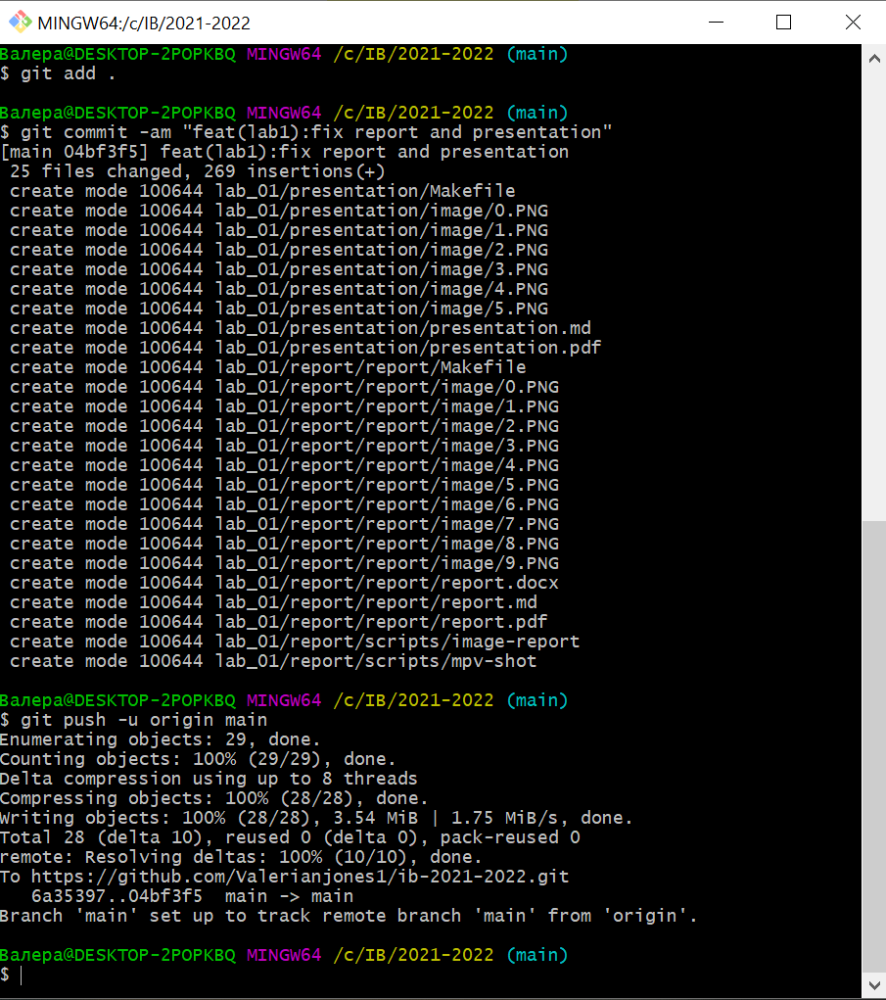 MINGW64:/c/IB/2021-2022
Валера@DESKTOP-2POPKBQ MINGW64 /c/IB/2021-2022 (main)
$ git add .
Валера@DESKTOP-2POPKBQ MINGW64 /c/IB/2021-2022 (main)
$ git commit -am "feat(lab1):fix report and presentation"
[main 04bf3f5] feat(lab1):fix report and presentation
 25 files changed, 269 insertions(+)
 create mode 100644 lab_01/presentation/Makefile
 create mode 100644 lab_01/presentation/image/0.PNG
 create mode 100644 lab_01/presentation/image/1.PNG
 create mode 100644 lab_01/presentation/image/2.PNG
 create mode 100644 lab_01/presentation/image/3.PNG
 create mode 100644 lab_01/presentation/image/4.PNG
 create mode 100644 lab_01/presentation/image/5.PNG
 create mode 100644 lab_01/presentation/presentation.md
 create mode 100644 lab_01/presentation/presentation.pdf
 create mode 100644 lab_01/report/report/Makefile
 create mode 100644 lab_01/report/report/image/0.PNG
 create mode 100644 lab_01/report/report/image/1.PNG
 create mode 100644 lab_01/report/report/image/2.PNG
 create mode 100644 lab_01/report/report/image/3.PNG
 create mode 100644 lab_01/report/report/image/4.PNG
 create mode 100644 lab_01/report/report/image/5.PNG
 create mode 100644 lab_01/report/report/image/6.PNG
 create mode 100644 lab_01/report/report/image/7.PNG
 create mode 100644 lab_01/report/report/image/8.PNG
 create mode 100644 lab_01/report/report/image/9.PNG
 create mode 100644 lab_01/report/report/report.docx
 create mode 100644 lab_01/report/report/report.md
 create mode 100644 lab_01/report/report/report.pdf
 create mode 100644 lab_01/report/scripts/image-report
 create mode 100644 lab_01/report/scripts/mpv-shot
Валера@DESKTOP-2POPKBQ MINGW64 /c/IB/2021-2022 (main)
$ git push -u origin main
Enumerating objects: 29, done.
Counting objects: 100% (29/29), done.
Delta compression using up to 8 threads
Compressing objects: 100% (28/28), done.
Writing objects: 100% (28/28), 3.54 MiB | 1.75 MiB/s, done.
Total 28 (delta 10), reused 0 (delta 0), pack-reused 0
remote: Resolving deltas: 100% (10/10), done.
To https://github.com/Valerianjones1/ib-2021-2022.git
   6a35397..04bf3f5  main -> main
Branch 'main' set up to track remote branch 'main' from 'origin'.
Валера@DESKTOP-2POPKBQ MINGW64 /c/IB/2021-2022 (main)
$